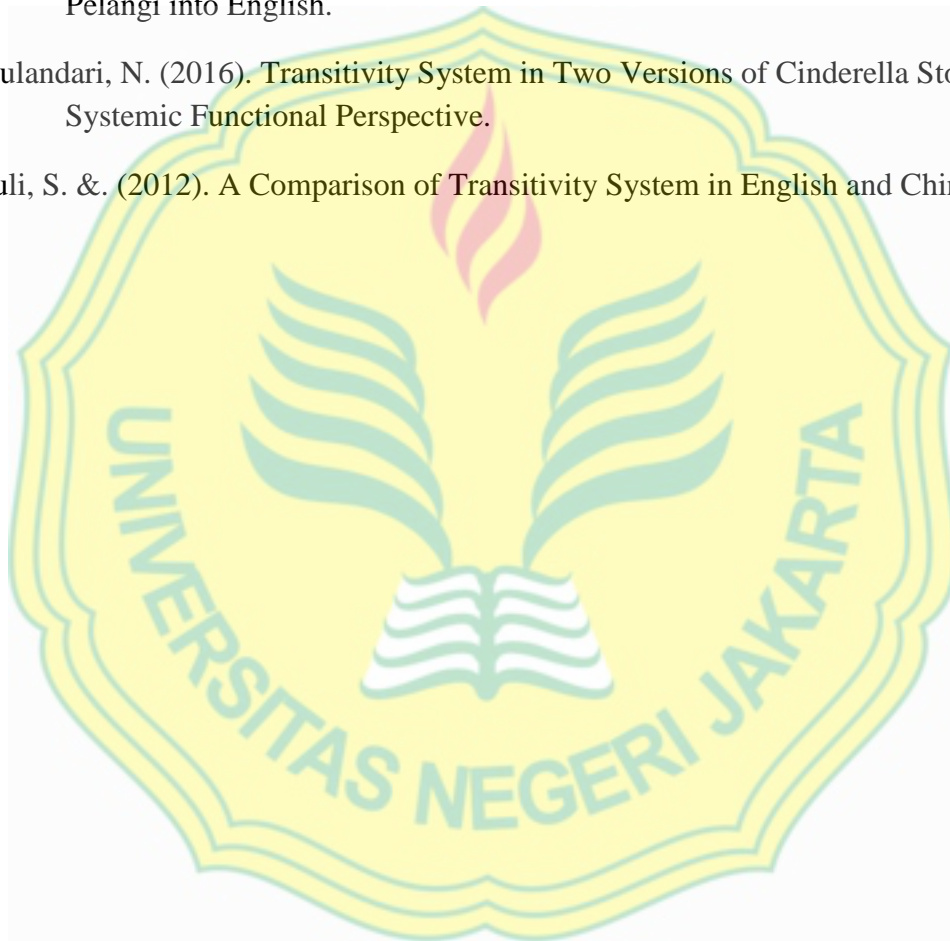 Pelangi into English.
ulandari, N. (2016). Transitivity System in Two Versions of Cinderella Sto
Systemic Functional Perspective.
uli, S. &. (2012). A Comparison of Transitivity System in English and Chin
UNIVERSITAS NEGERI JAKARTA